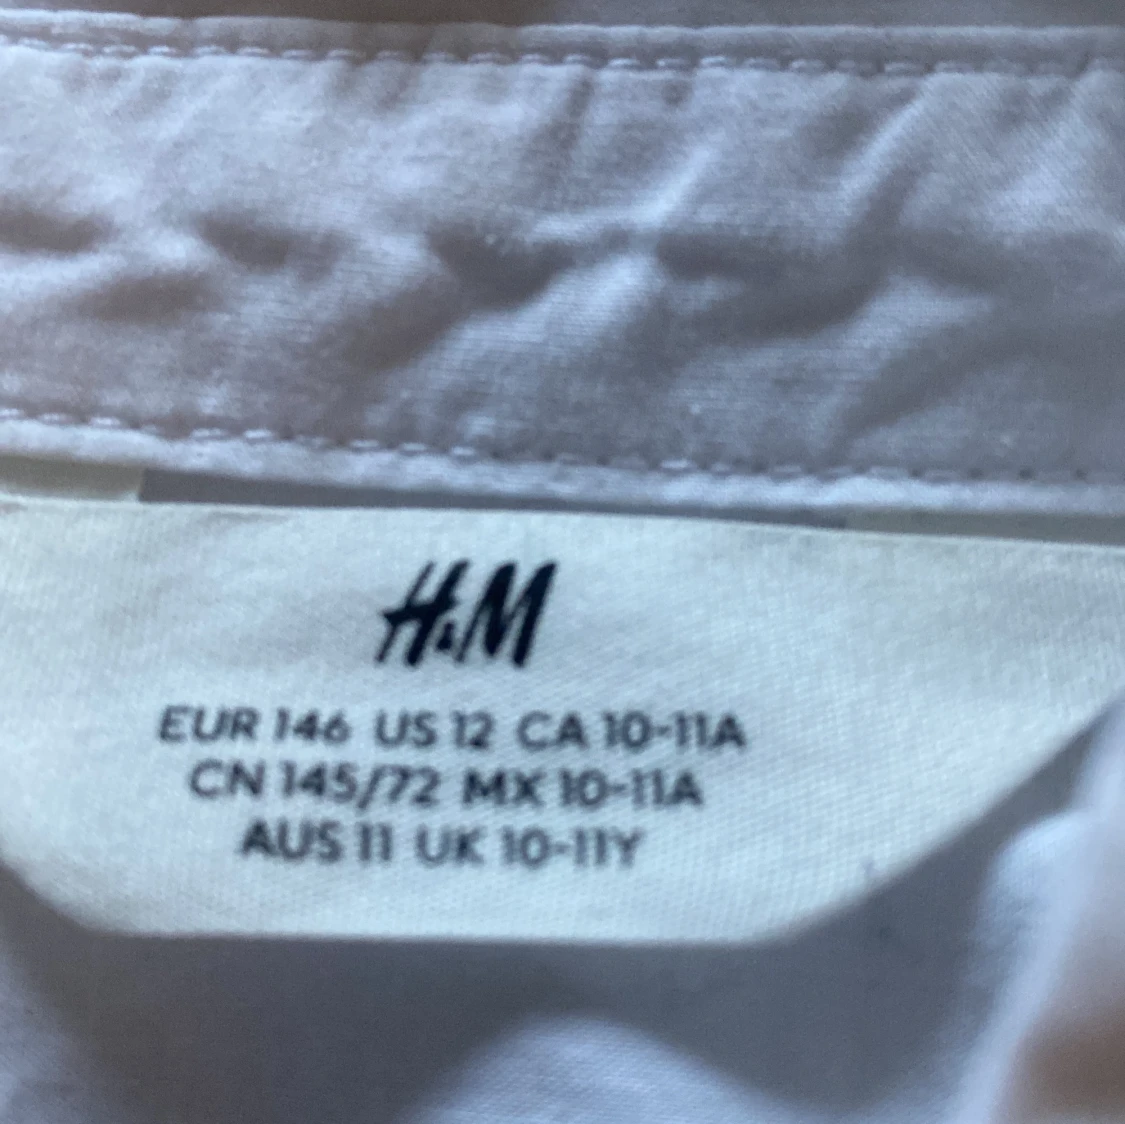 H&M
EUR 146 US 12 CA 10-11A
CN 145/72 MX 10-11A
AUS 11 UK 10-11Y